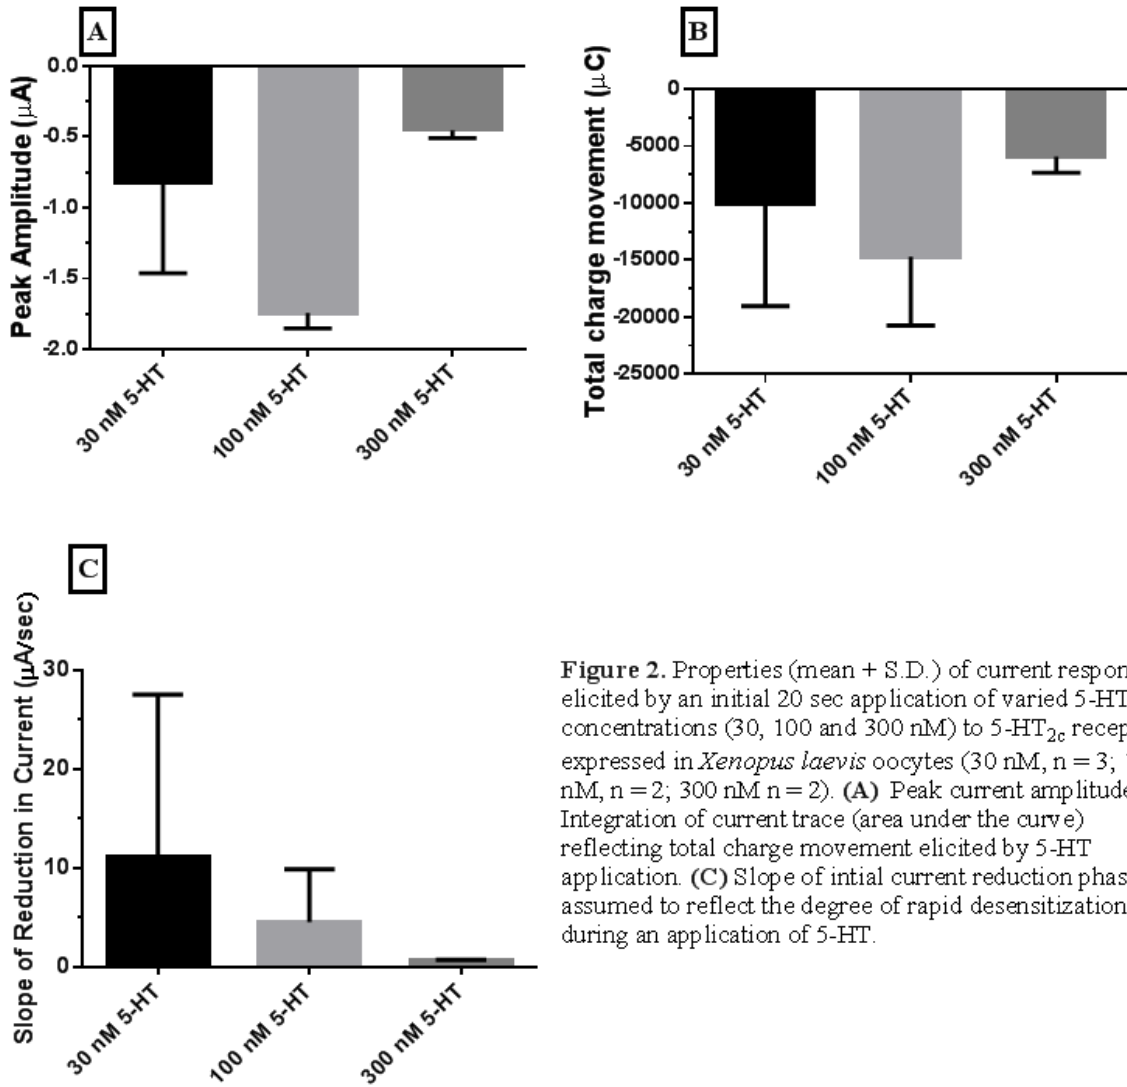 A
Peak Amplitude (μA)
0.0
-0.5
-1.0
-1.5
-2.0
30 nM 5-HT
100 nM 5-HT
300 nM 5-HT
B
Total charge movement (μC)
0
-5000
-10000
-15000
-20000
-25000
30 nM 5-HT
100 nM 5-HT
300 nM 5-HT
C
Slope of Reduction in Current (μA/sec)
30
20
10
0
30 nM 5-HT
100 nM 5-HT
300 nM 5-HT
Figure 2. Properties (mean + S.D.) of current respon
elicited by an initial 20 sec application of varied 5-HT
concentrations (30, 100 and 300 nM) to 5-HT2c recep
expressed in Xenopus laevis oocytes (30 nM, n = 3;
nM, n = 2; 300 nM n = 2). (A) Peak current amplitude
Integration of current trace (area under the curve)
reflecting total charge movement elicited by 5-HT
application. (C) Slope of intial current reduction phas
assumed to reflect the degree of rapid desensitization
during an application of 5-HT.